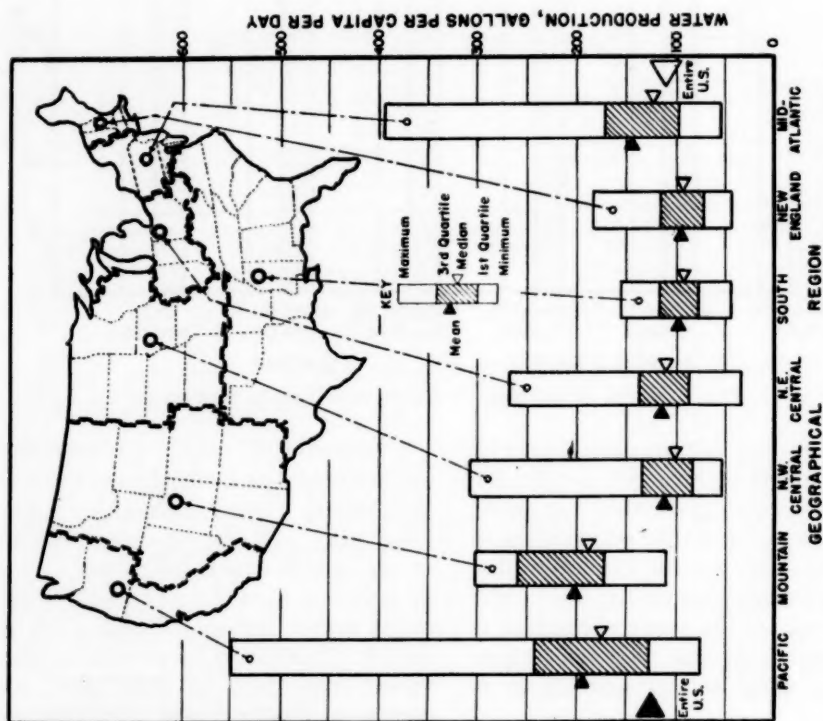 WATER PRODUCTION, GALLONS PER CAPITA PER DAY
600
500
400
300
200
100
0
KEY
Maximum
3rd Quartile
Median
1st Quartile
Minimum
Mean
Entire
U.S.
Entire
U.S.
PACIFIC
MOUNTAIN
N.W.
CENTRAL
N.E.
CENTRAL
SOUTH
NEW
ENGLAND
MID-
ATLANTIC
GEOGRAPHICAL REGION